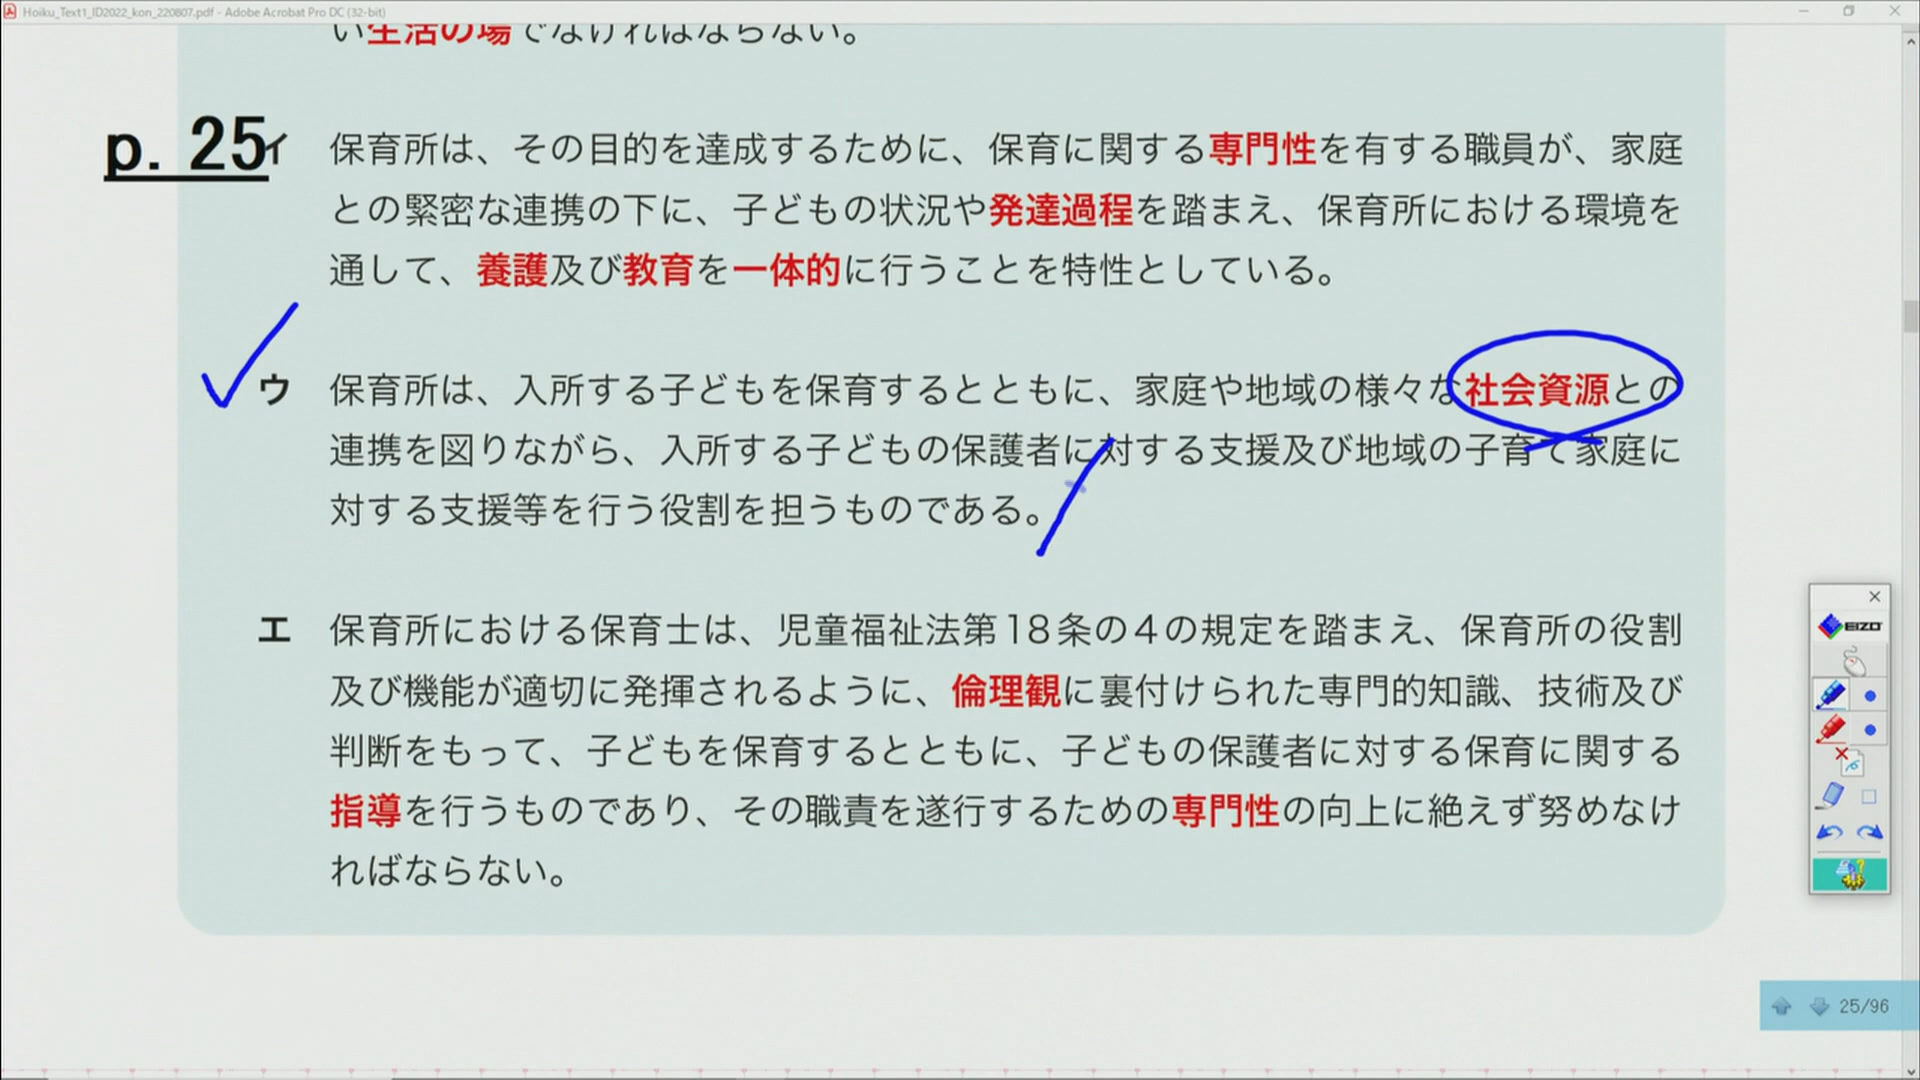 Hoiku_Text1_ID2022_kon_220807.pdf - Adobe Acrobat Pro DC (32-bit)
い生活の場でなければならない。
p. 25
イ 保育所は、その目的を達成するために、保育に関する専門性を有する職員が、家庭
との緊密な連携の下に、子どもの状況や発達過程を踏まえ、保育所における環境を
通して、養護及び教育を一体的に行うことを特性としている。
ウ 保育所は、入所する子どもを保育するとともに、家庭や地域の様々な社会資源との
連携を図りながら、入所する子どもの保護者に対する支援及び地域の子育て家庭に
対する支援等を行う役割を担うものである。
エ 保育所における保育士は、児童福祉法第18条の4の規定を踏まえ、保育所の役割
及び機能が適切に発揮されるように、倫理観に裏付けられた専門的知識、技術及び
判断をもって、子どもを保育するとともに、子どもの保護者に対する保育に関する
指導を行うものであり、その職責を遂行するための専門性の向上に絶えず努めなけ
ればならない。
EIZO
25/96